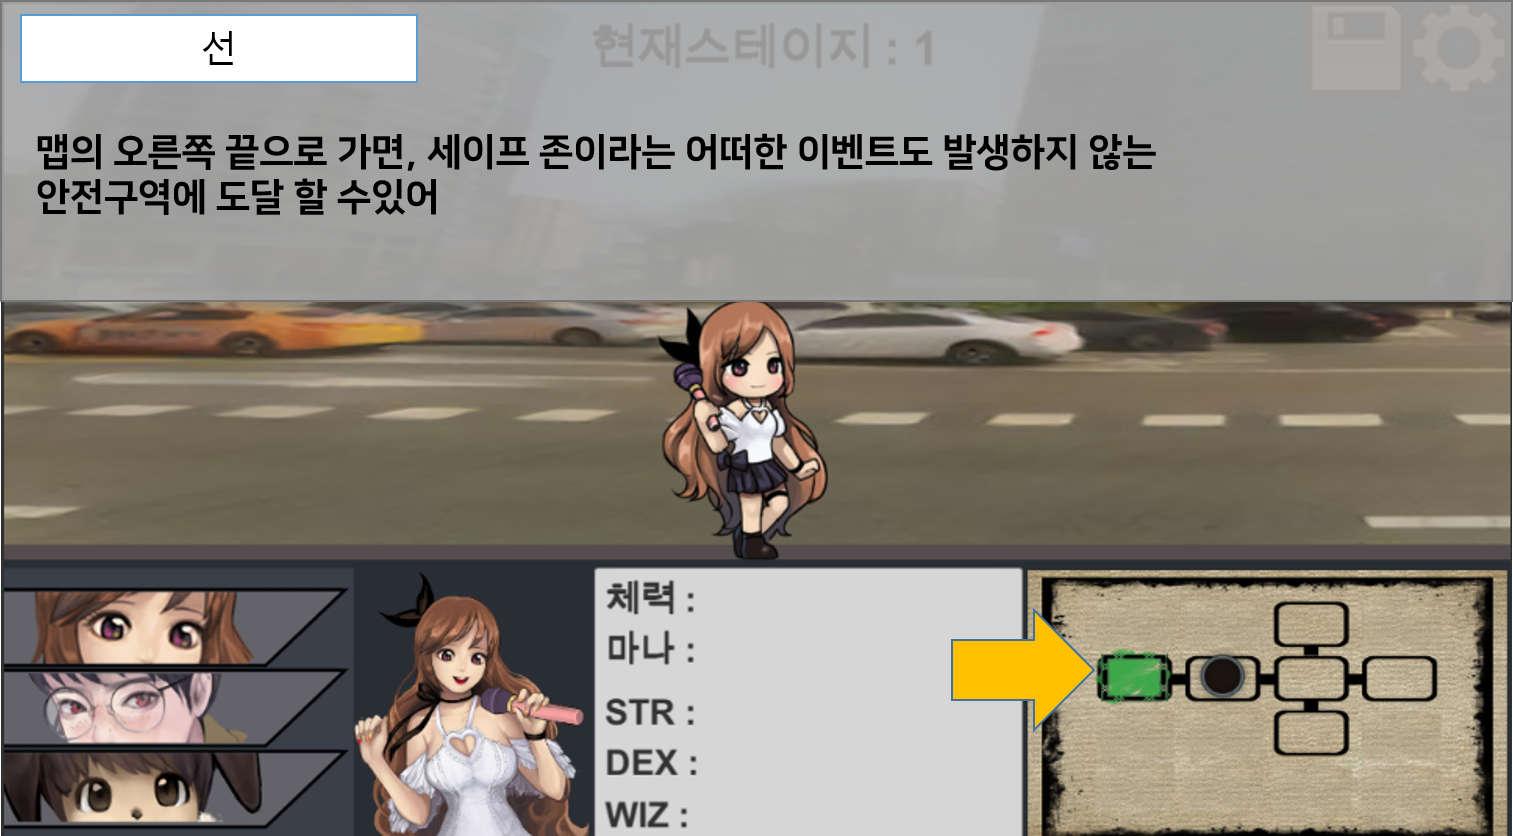 선
현재스테이지 : 1
맵의 오른쪽 끝으로 가면, 세이프 존이라는 어떠한 이벤트도 발생하지 않는
안전구역에 도달 할 수있어
체력 :
마나 :
STR :
DEX :
WIZ :